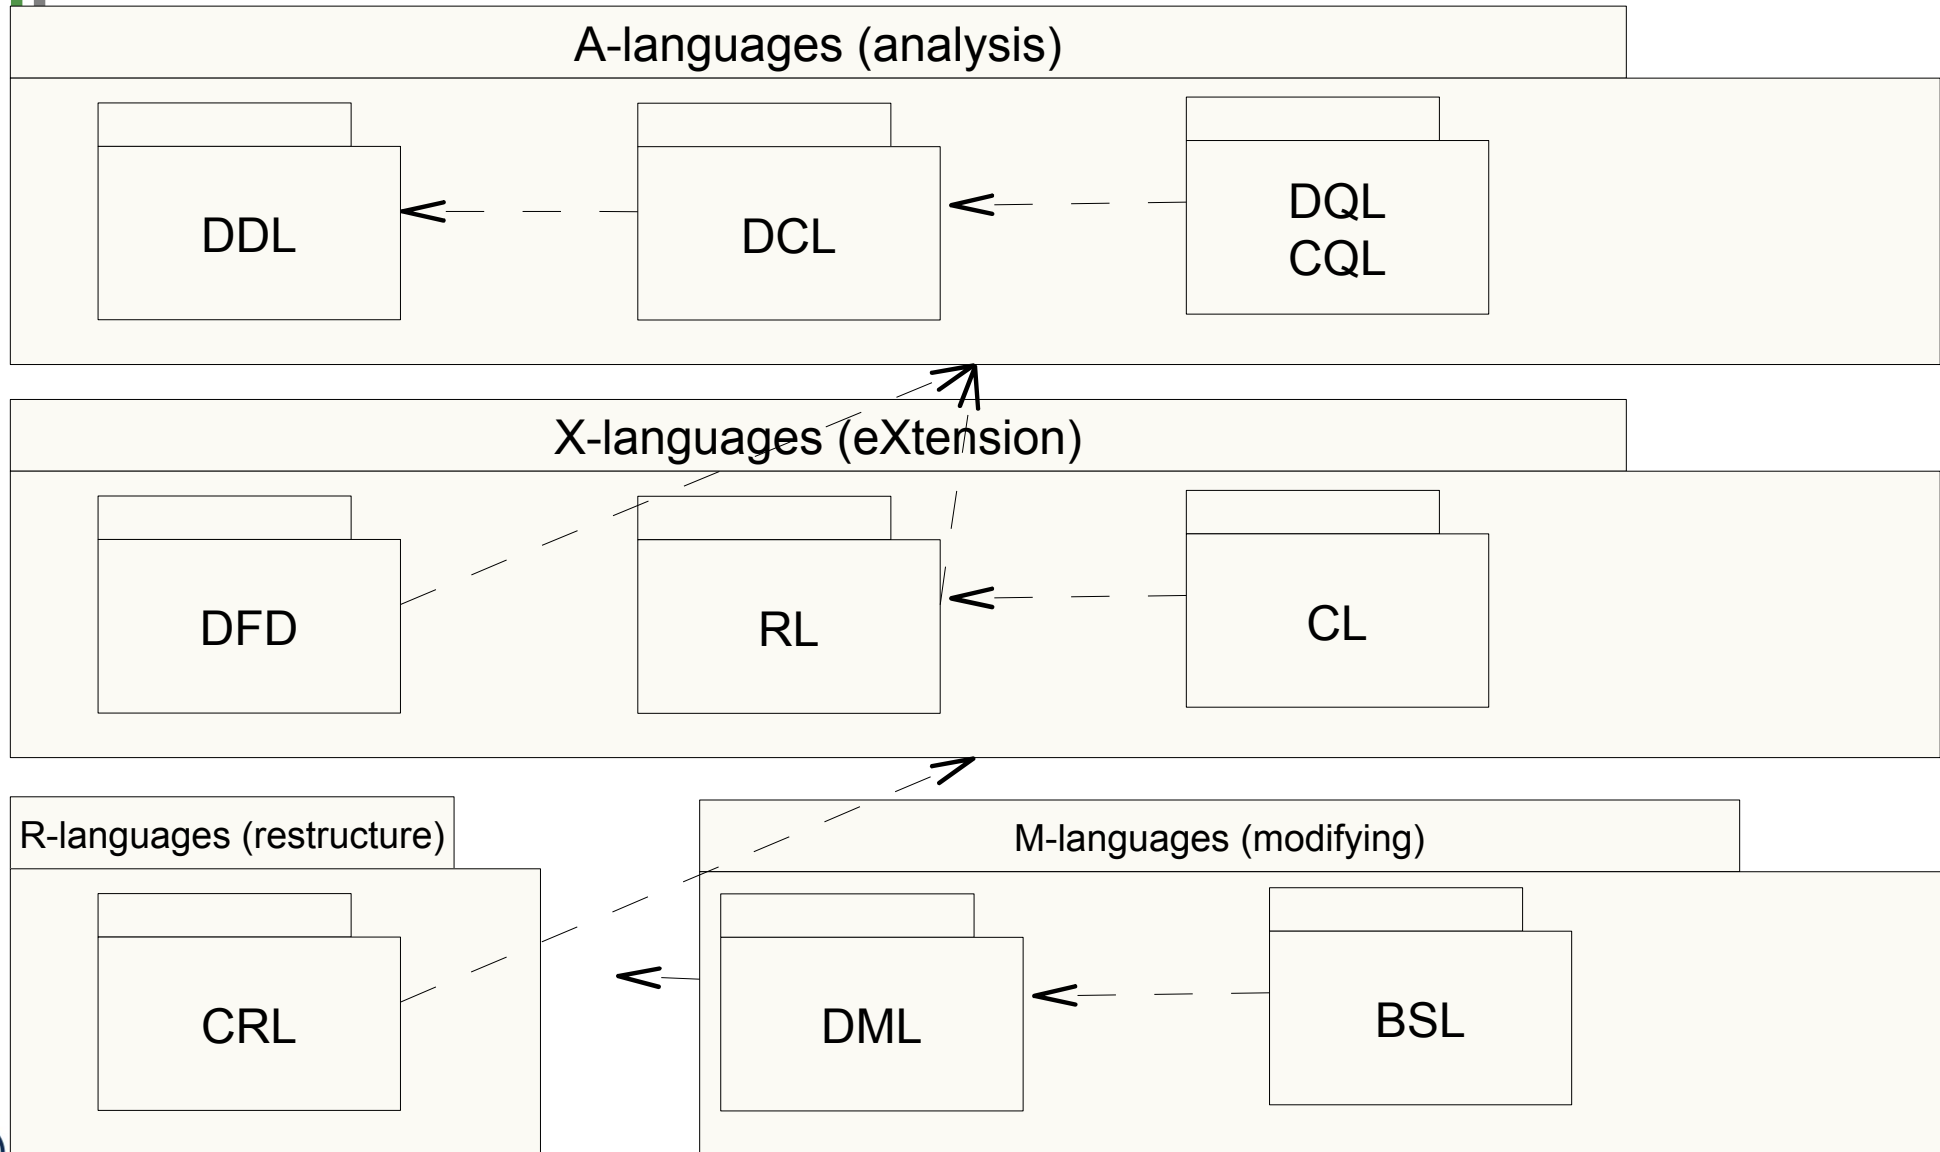 A-languages (analysis)
DDL
DCL
DQL
CQL
X-languages (eXtension)
DFD
RL
CL
R-languages (restructure)
M-languages (modifying)
CRL
DML
BSL